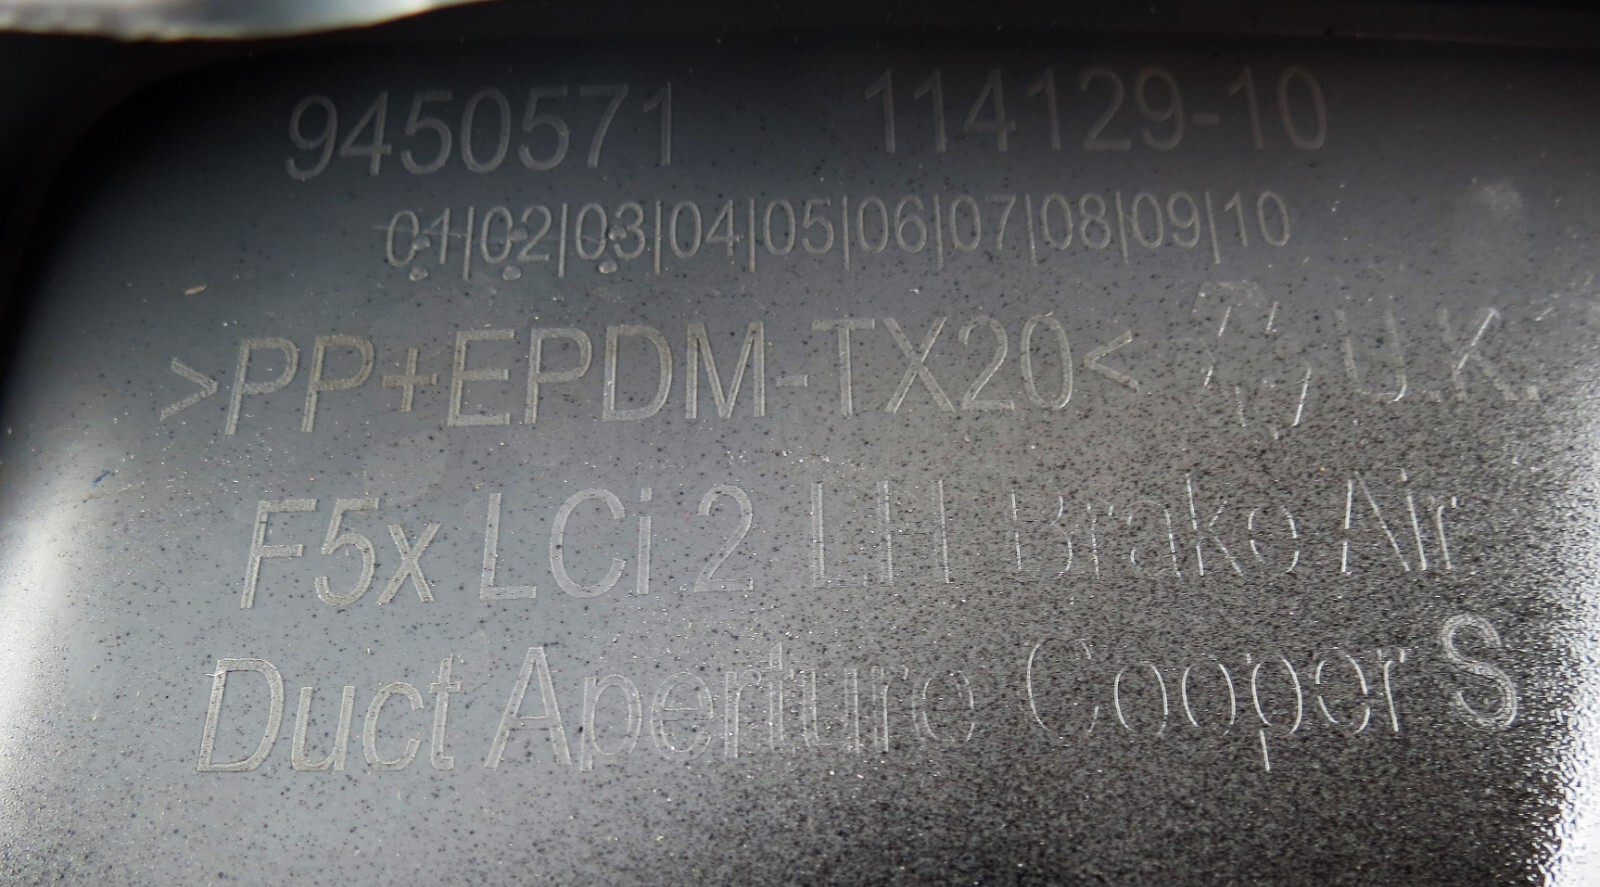 9450571 114129-10
01|02|03|04|05|06|07|08|09|10
>PP+EPDM-TX20< U.K.
F5x LCi 2 LH Brake Air
Duct Aperture Cooper S